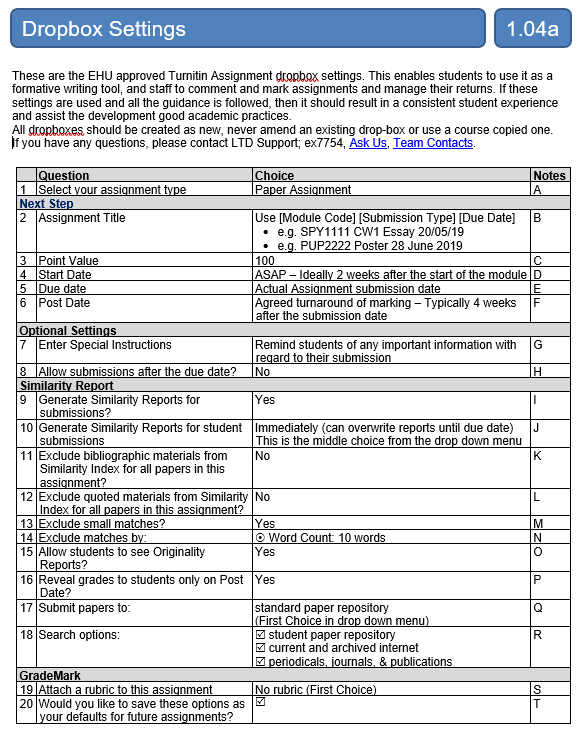 Dropbox Settings
1.04a
These are the EHU approved Turnitin Assignment dropbox settings. This enables students to use it as a
formative writing tool, and staff to comment and mark assignments and manage their returns. If these
settings are used and all the guidance is followed, then it should result in a consistent student experience
and assist the development good academic practices.
All dropboxes should be created as new, never amend an existing drop-box or use a course copied one.
If you have any questions, please contact LTD Support; ex7754, Ask Us, Team Contacts.
Question Choice Notes
1 Select your assignment type Paper Assignment A
Next Step
2 Assignment Title Use [Module Code] [Submission Type] [Due Date] B
• e.g. SPY1111 CW1 Essay 20/05/19
• e.g. PUP2222 Poster 28 June 2019
3 Point Value 100 C
4 Start Date ASAP – Ideally 2 weeks after the start of the module D
5 Due date Actual Assignment submission date E
6 Post Date Agreed turnaround of marking – Typically 4 weeks F
after the submission date
Optional Settings
7 Enter Special Instructions Remind students of any important information with G
regard to their submission
8 Allow submissions after the due date? No H
Similarity Report
9 Generate Similarity Reports for Yes I
submissions?
10 Generate Similarity Reports for student Immediately (can overwrite reports until due date) J
submissions This is the middle choice from the drop down menu
11 Exclude bibliographic materials from No K
Similarity Index for all papers in this
assignment?
12 Exclude quoted materials from Similarity No L
Index for all papers in this assignment?
13 Exclude small matches? Yes M
14 Exclude matches by: ⦿ Word Count: 10 words N
15 Allow students to see Originality Yes O
Reports?
16 Reveal grades to students only on Post Yes P
Date?
17 Submit papers to: standard paper repository Q
(First Choice in drop down menu)
18 Search options: ☑ student paper repository R
☑ current and archived internet
☑ periodicals, journals, & publications
GradeMark
19 Attach a rubric to this assignment No rubric (First Choice) S
20 Would you like to save these options as ☑ T
your defaults for future assignments?